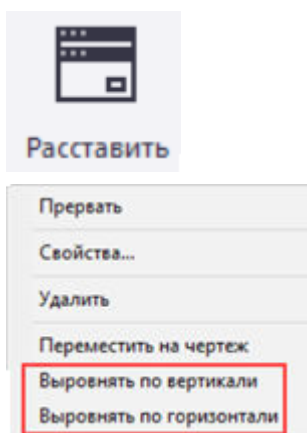 Расставить
Прервать
Свойства...
Удалить
Переместить на чертеж
Выровнять по вертикали
Выровнять по горизонтали